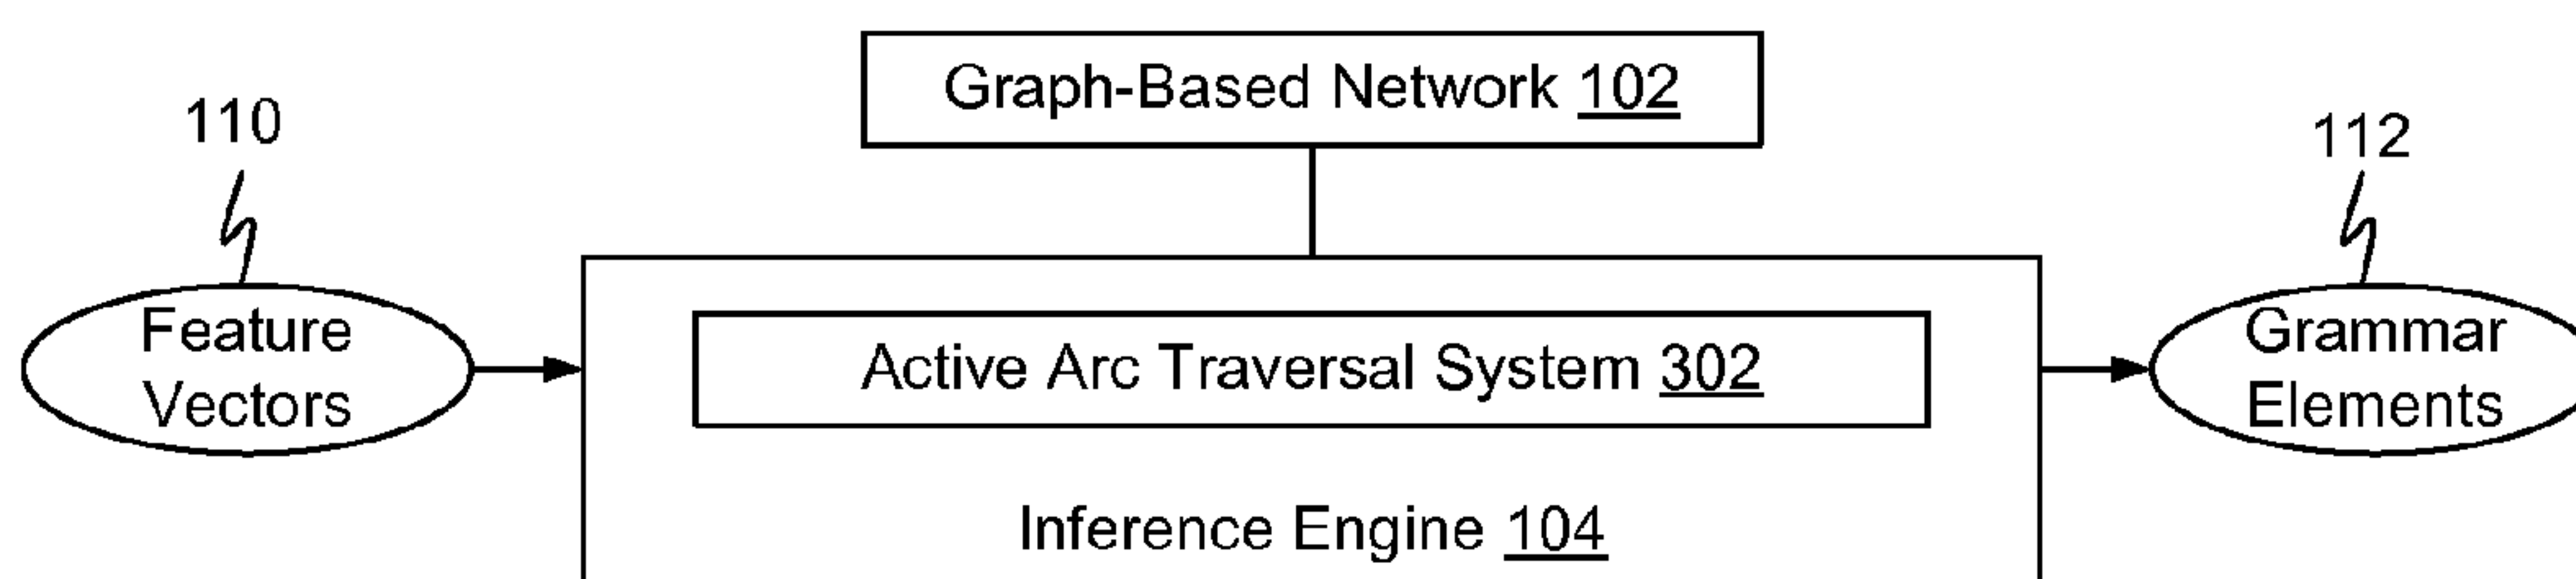 Graph-Based Network 102
110
112
Feature
Vectors
Active Arc Traversal System 302
Grammar
Elements
Inference Engine 104